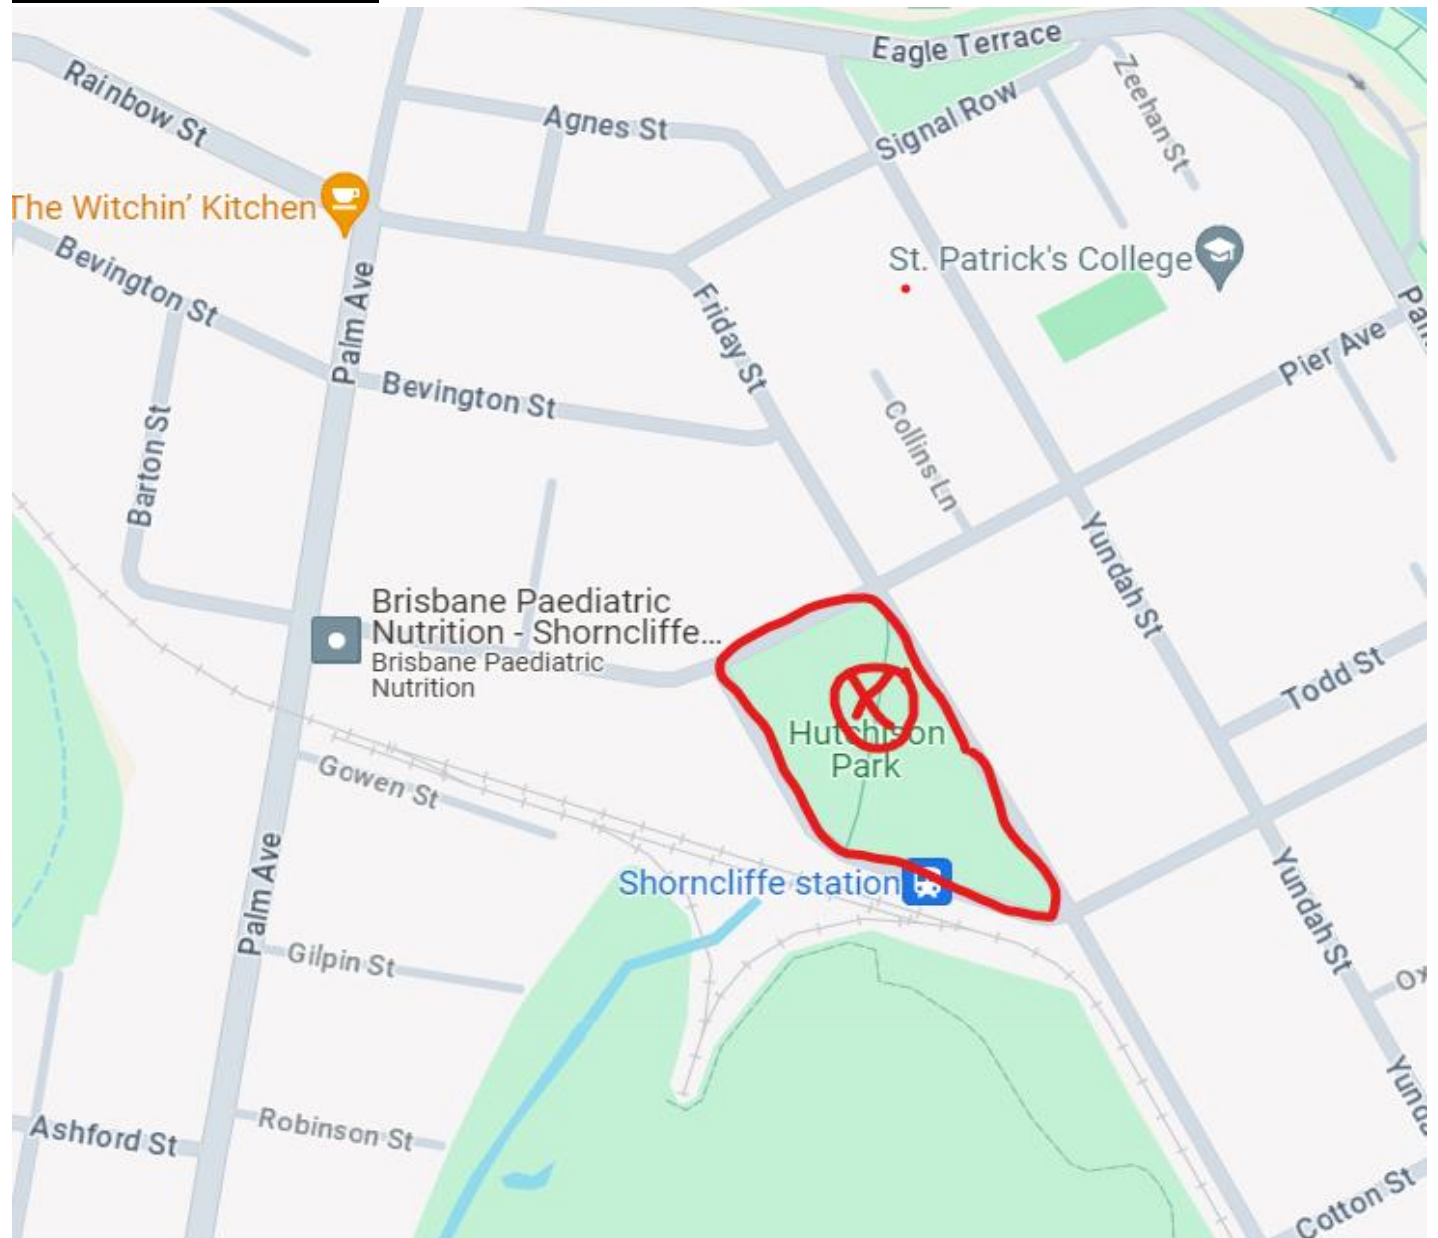 Eagle Terrace
Rainbow St
Agnes St
Signal Row
Zeehan St
The Witchin' Kitchen
Bevington St
St. Patrick's College
Palm Ave
Friday St
Pier Ave
Bevington St
Barton St
Collins Ln
Yundah St
Brisbane Paediatric
Nutrition - Shorncliffe...
Brisbane Paediatric
Nutrition
Todd St
Hutchison
Park
Gowen St
Shorncliffe station
Palm Ave
Yundah St
Gilpin St
Ashford St
Robinson St
Cotton St